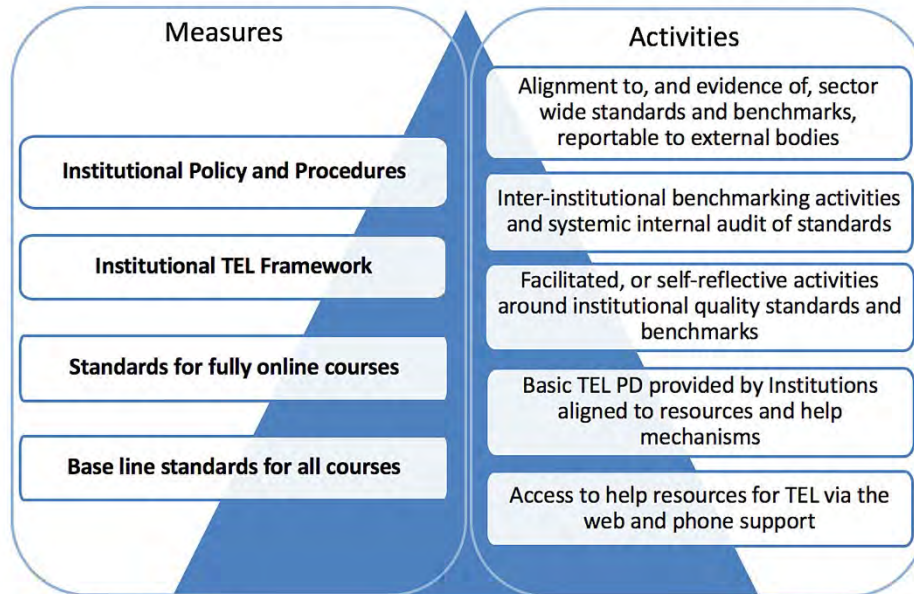 Measures
Institutional Policy and Procedures
Institutional TEL Framework
Standards for fully online courses
Base line standards for all courses
Activities
Alignment to, and evidence of, sector
wide standards and benchmarks,
reportable to external bodies
Inter-institutional benchmarking activities
and systemic internal audit of standards
Facilitated, or self-reflective activities
around institutional quality standards and
benchmarks
Basic TEL PD provided by Institutions
aligned to resources and help
mechanisms
Access to help resources for TEL via the
web and phone support